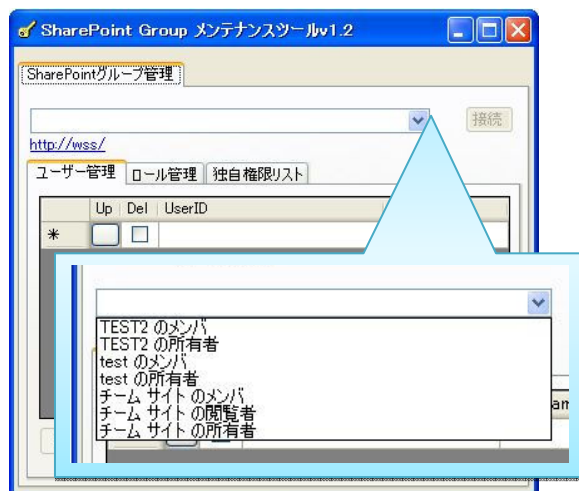 SharePoint Group メンテナンスツールv1.2
SharePointグループ管理
接続
http://wss/
ユーザー管理 ロール管理 独自権限リスト
Up Del UserID
*
TEST2 のメンバ
TEST2 の所有者
test のメンバ
test の所有者
チーム サイト のメンバ
チーム サイト の閲覧者
チーム サイト の所有者
am